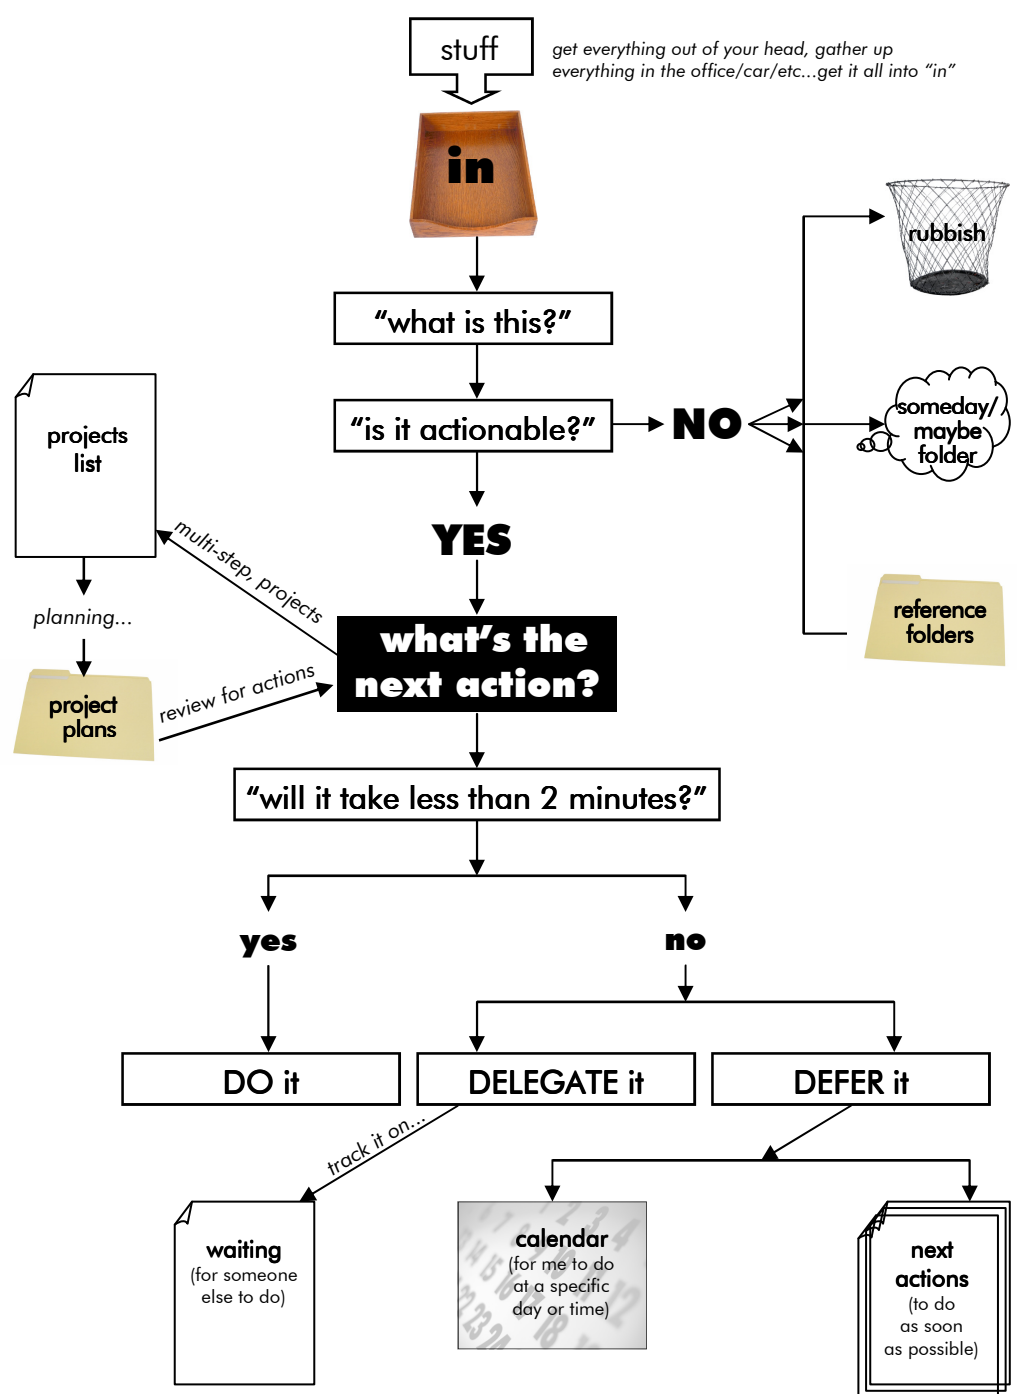 stuff
get everything out of your head, gather up
everything in the office/car/etc...get it all into “in”
in
rubbish
“what is this?”
“is it actionable?”
NO
someday/
maybe
folder
projects
list
YES
multi-step, projects
reference
folders
planning...
what’s the
next action?
project
plans
review for actions
“will it take less than 2 minutes?”
yes
no
DO it
DELEGATE it
DEFER it
track it on...
waiting
(for someone
else to do)
calendar
(for me to do
at a specific
day or time)
next
actions
(to do
as soon
as possible)